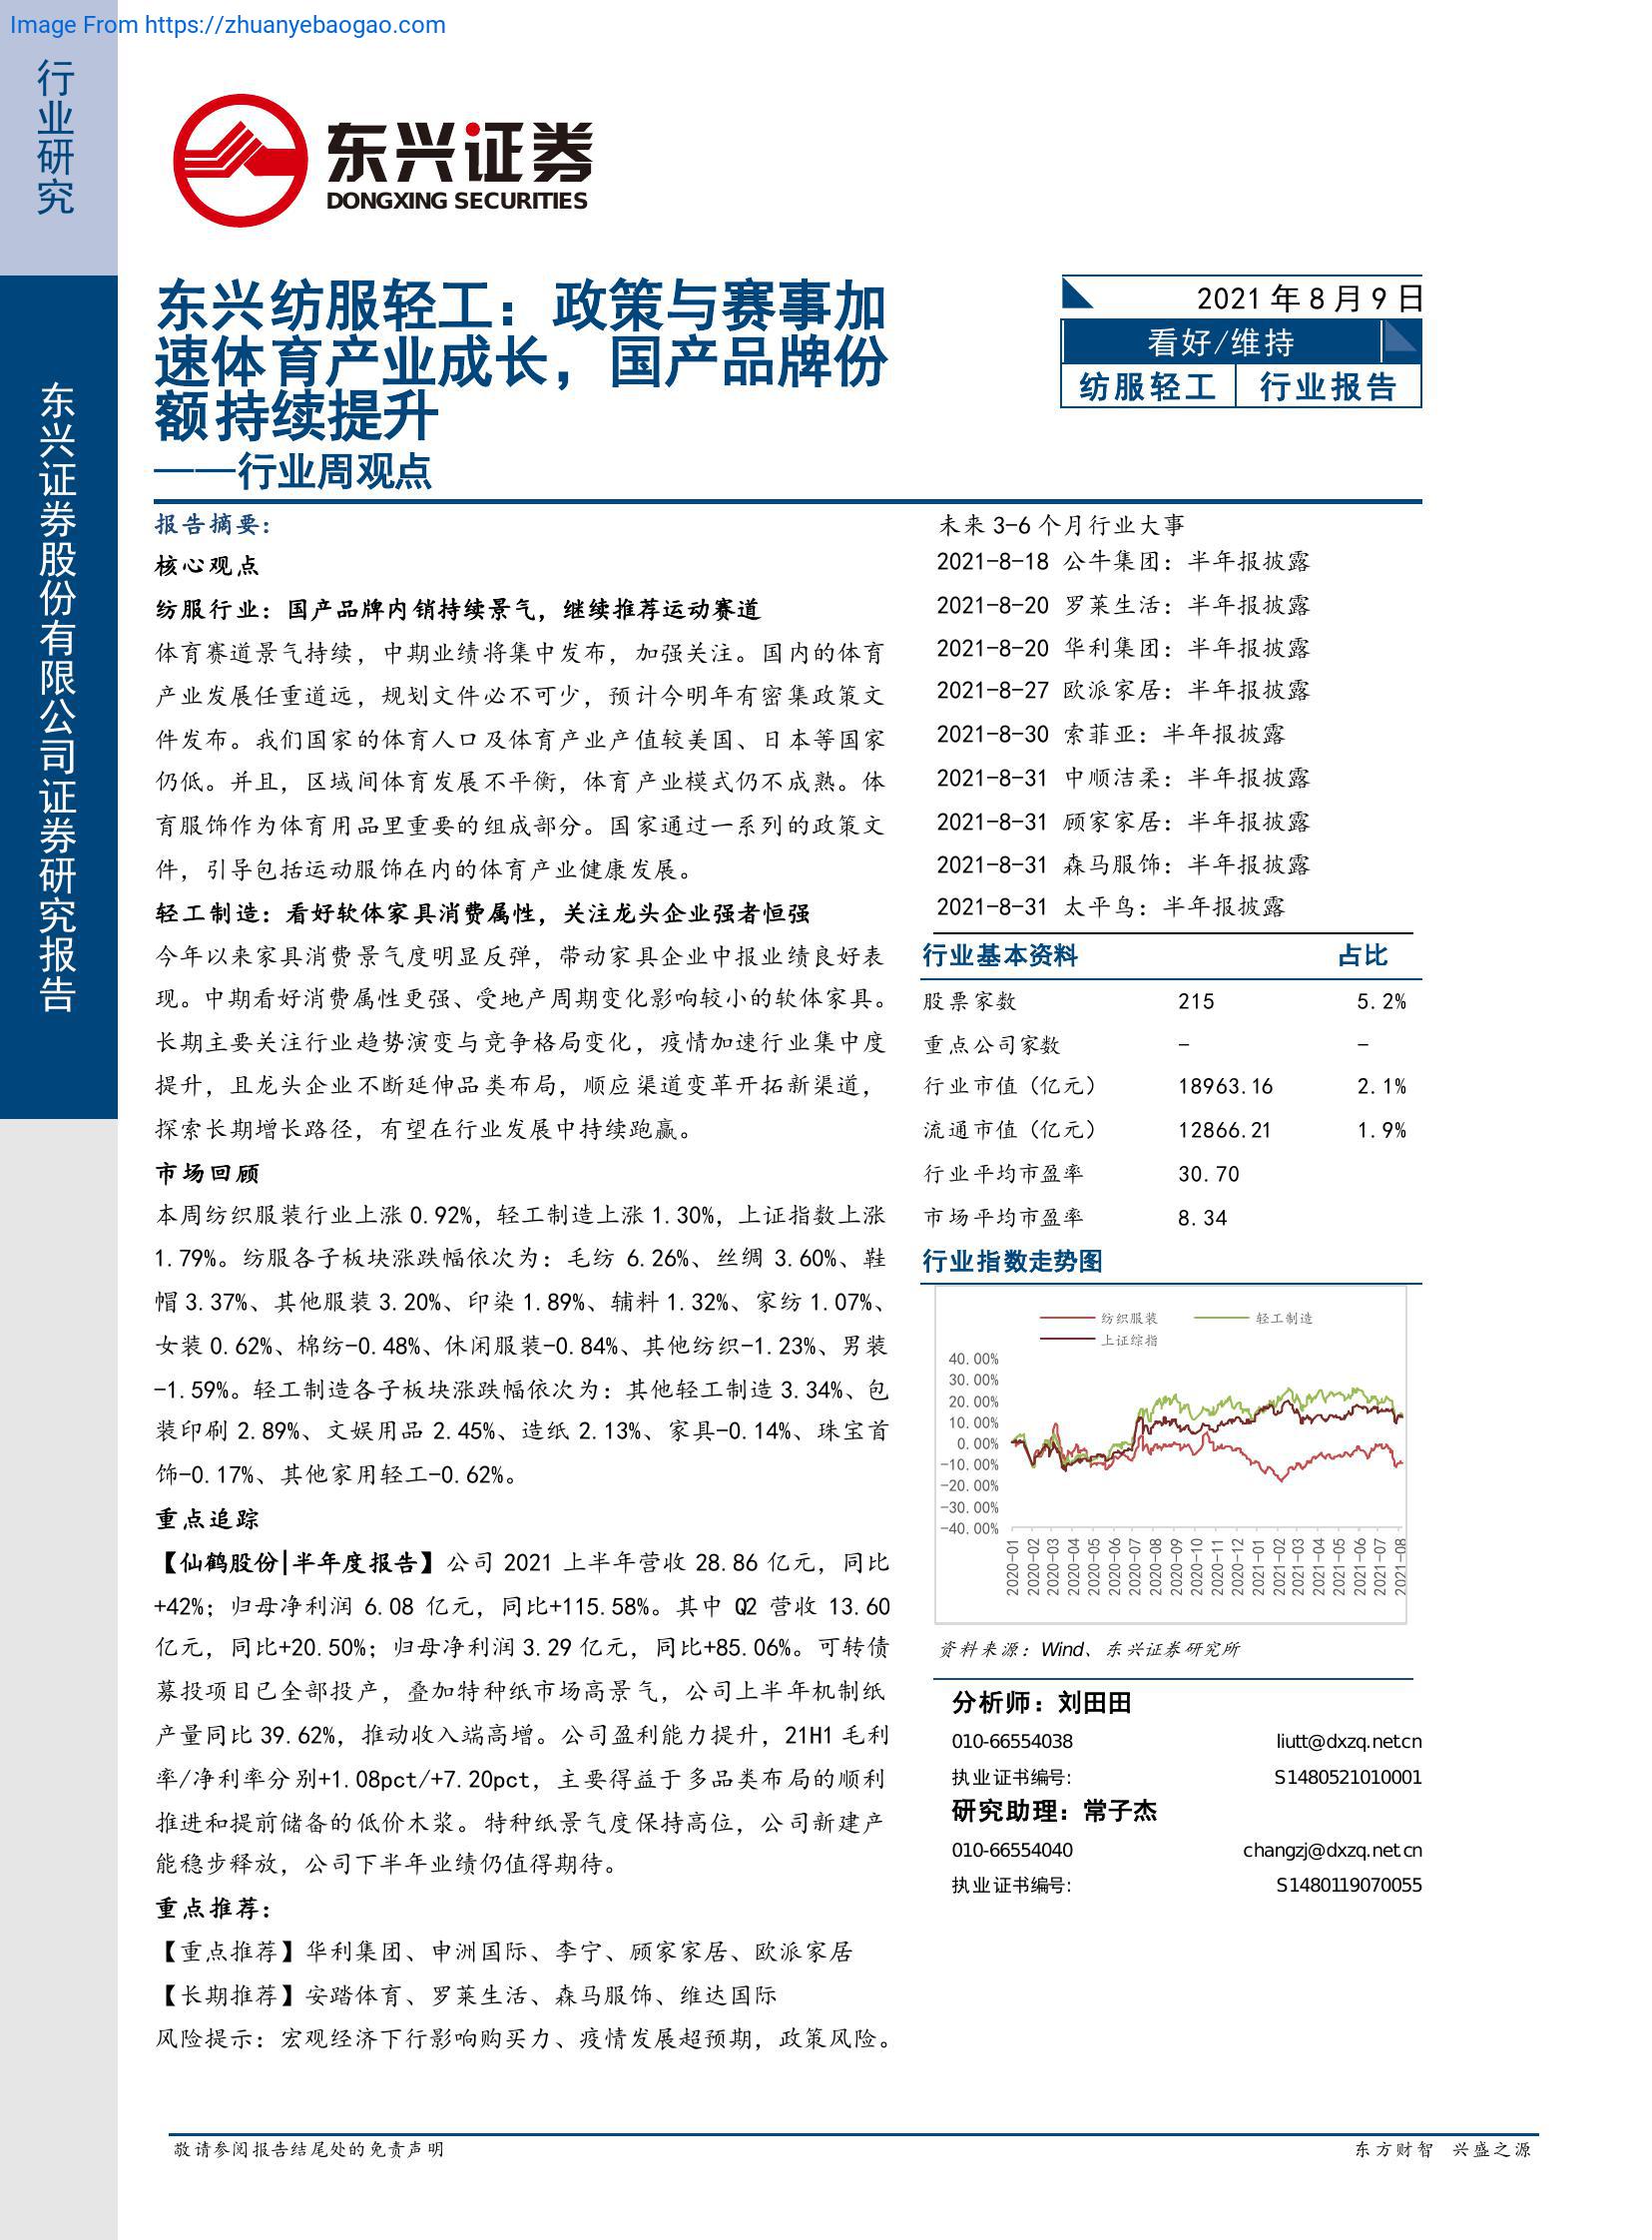 Image From https://zhuanyebaogao.com
行业研究
东兴证券股份有限公司证券研究报告
东兴证券
DONGXING SECURITIES
东兴纺服轻工：政策与赛事加
速体育产业成长，国产品牌份
额持续提升
——行业周观点
2021 年 8 月 9 日
看好/维持
纺服轻工 行业报告
报告摘要：
核心观点
纺服行业：国产品牌内销持续景气，继续推荐运动赛道
体育赛道景气持续，中期业绩将集中发布，加强关注。国内的体育
产业发展任重道远，规划文件必不可少，预计今明年有密集政策文
件发布。我们国家的体育人口及体育产业产值较美国、日本等国家
仍低。并且，区域间体育发展不平衡，体育产业模式仍不成熟。体
育服饰作为体育用品里重要的组成部分。国家通过一系列的政策文
件，引导包括运动服饰在内的体育产业健康发展。
轻工制造：看好软体家具消费属性，关注龙头企业强者恒强
今年以来家具消费景气度明显反弹，带动家具企业中报业绩良好表
现。中期看好消费属性更强、受地产周期变化影响较小的软体家具。
长期主要关注行业趋势演变与竞争格局变化，疫情加速行业集中度
提升，且龙头企业不断延伸品类布局，顺应渠道变革开拓新渠道，
探索长期增长路径，有望在行业发展中持续跑赢。
市场回顾
本周纺织服装行业上涨 0.92%，轻工制造上涨 1.30%，上证指数上涨
1.79%。纺服各子板块涨跌幅依次为：毛纺 6.26%、丝绸 3.60%、鞋
帽 3.37%、其他服装 3.20%、印染 1.89%、辅料 1.32%、家纺 1.07%、
女装 0.62%、棉纺-0.48%、休闲服装-0.84%、其他纺织-1.23%、男装
-1.59%。轻工制造各子板块涨跌幅依次为：其他轻工制造 3.34%、包
装印刷 2.89%、文娱用品 2.45%、造纸 2.13%、家具-0.14%、珠宝首
饰-0.17%、其他家用轻工-0.62%。
重点追踪
【仙鹤股份|半年度报告】公司 2021 上半年营收 28.86 亿元，同比
+42%；归母净利润 6.08 亿元，同比+115.58%。其中 Q2 营收 13.60
亿元，同比+20.50%；归母净利润 3.29 亿元，同比+85.06%。可转债
募投项目已全部投产，叠加特种纸市场高景气，公司上半年机制纸
产量同比 39.62%，推动收入端高增。公司盈利能力提升，21H1 毛利
率/净利率分别+1.08pct/+7.20pct，主要得益于多品类布局的顺利
推进和提前储备的低价木浆。特种纸景气度保持高位，公司新建产
能稳步释放，公司下半年业绩仍值得期待。
重点推荐：
【重点推荐】华利集团、申洲国际、李宁、顾家家居、欧派家居
【长期推荐】安踏体育、罗莱生活、森马服饰、维达国际
风险提示：宏观经济下行影响购买力、疫情发展超预期，政策风险。
未来 3-6 个月行业大事
2021-8-18 公牛集团：半年报披露
2021-8-20 罗莱生活：半年报披露
2021-8-20 华利集团：半年报披露
2021-8-27 欧派家居：半年报披露
2021-8-30 索菲亚：半年报披露
2021-8-31 中顺洁柔：半年报披露
2021-8-31 顾家家居：半年报披露
2021-8-31 森马服饰：半年报披露
2021-8-31 太平鸟：半年报披露
行业基本资料 占比
股票家数 215 5.2%
重点公司家数 - -
行业市值（亿元） 18963.16 2.1%
流通市值（亿元） 12866.21 1.9%
行业平均市盈率 30.70
市场平均市盈率 8.34
行业指数走势图
纺织服装 轻工制造
上证综指
40.00%
30.00%
20.00%
10.00%
0.00%
-10.00%
-20.00%
-30.00%
-40.00%
2020-01 2020-02 2020-03 2020-04 2020-05 2020-06 2020-07 2020-08 2020-09 2020-10 2020-11 2020-12 2021-01 2021-02 2021-03 2021-04 2021-05 2021-06 2021-07 2021-08
资料来源：Wind、东兴证券研究所
分析师：刘田田
010-66554038 liutt@dxzq.net.cn
执业证书编号: S1480521010001
研究助理：常子杰
010-66554040 changzj@dxzq.net.cn
执业证书编号: S1480119070055
敬请参阅报告结尾处的免责声明
东方财智 兴盛之源